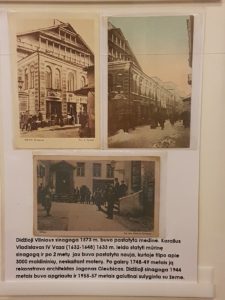 Didžioji Vilniaus sinagoga 1573 m. buvo pastatyta medinė. Karalius
Vladislovas IV Vaza (1632-1648) 1633 m. leido statyti mūrinę
sinagogą ir po 2 metų jau buvo pastatyta nauja, kurioje tilpo apie
3000 maldininkų, neskaitant moterų. Po gaisrų 1748-49 metais ją
rekonstravo architektas Jogonas Glaubicas. Didžioji sinagoga 1944
metais buvo apgriauta ir 1955-57 metais galutinai sulyginta su žeme.